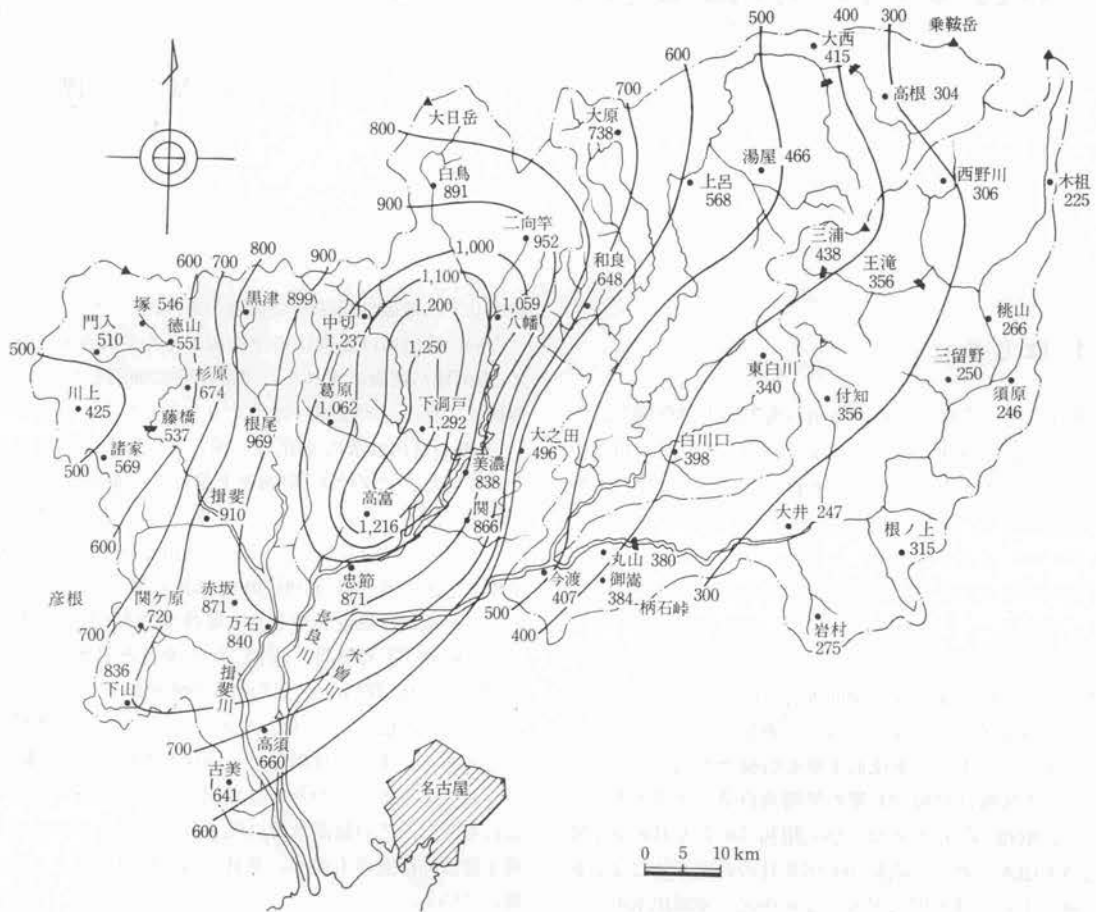 500
400
300
乗鞍岳
大西
415
600
高根 304
700
大原
738
大日岳
800
湯屋 466
白鳥
891
上呂
568
西野川
306
木祖
225
900
二向竿
952
三浦
438
和良
648
王滝
356
600
700
800
900
1,000
1,100
1,200
1,059
八幡
黒津 899
塚 546
徳山
551
門入
510
中切
1,237
1,250
桃山
266
500
杉原
674
東白川
340
三留野
250
須原
246
川上
425
葛原
1,062
下洞戸
1,292
付知
356
藤橋
537
根尾
969
大之田
496
白川口
398
500
諸家
569
美濃
838
揖斐
910
高富
1,216
関上
866
大井 247
根ノ上
315
600
忠節
871
丸山 380
今渡
407
御嵩
384
柄石峠
300
500
400
彦根
関ケ原
720
赤坂
871
万石
840
岩村
275
700
長良川
木曽川
揖斐川
836
下山
700
高須
660
古美
641
名古屋
600
0 5 10 km